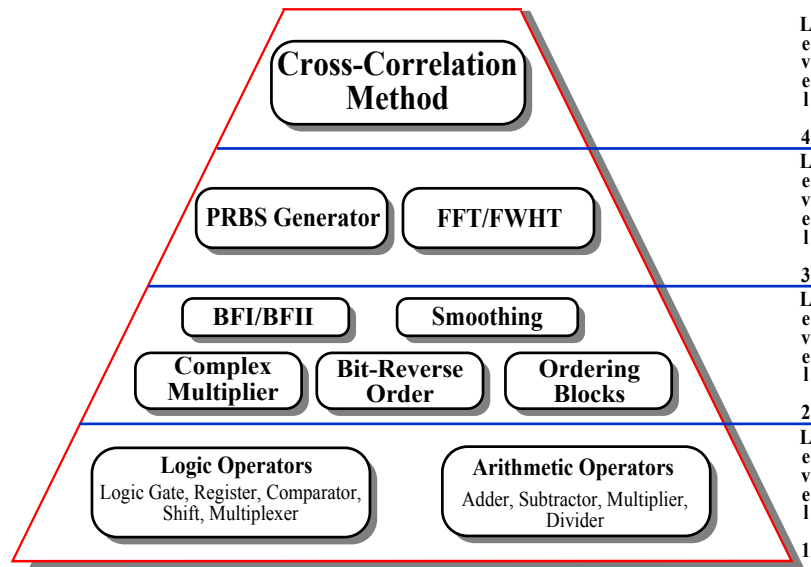 Cross-Correlation
Method
Level 4
PRBS Generator
FFT/FWHT
Level 3
BFI/BFII
Smoothing
Complex
Multiplier
Bit-Reverse
Order
Ordering
Blocks
Level 2
Logic Operators
Logic Gate, Register, Comparator,
Shift, Multiplexer
Arithmetic Operators
Adder, Subtractor, Multiplier,
Divider
Level 1